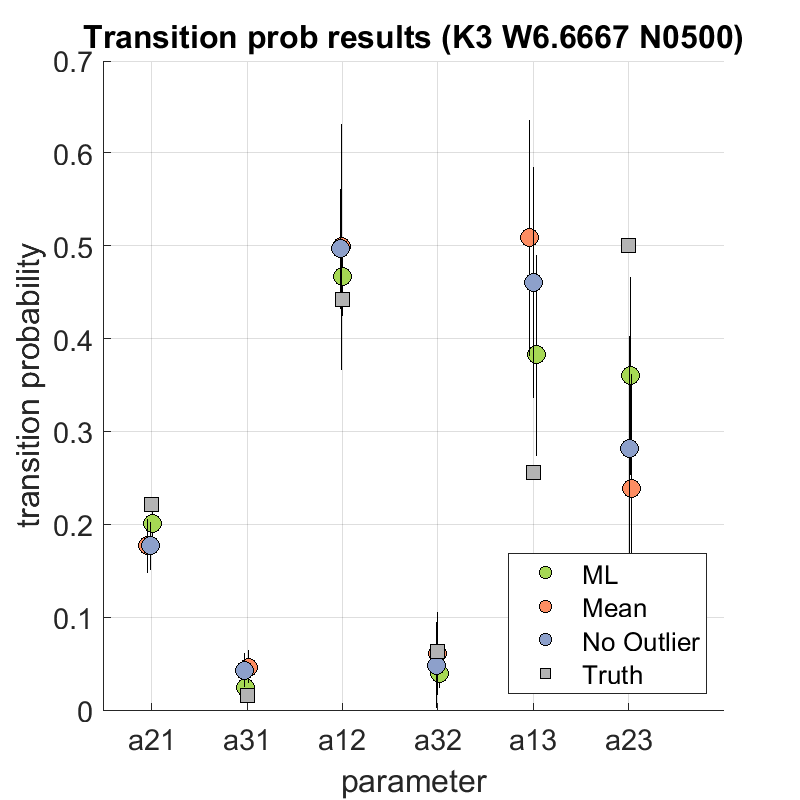 Transition prob results (K3 W6.6667 N0500)
0.7
0.6
0.5
0.4
0.3
0.2
0.1
0
transition probability
ML
Mean
No Outlier
Truth
a21 a31 a12 a32 a13 a23
parameter